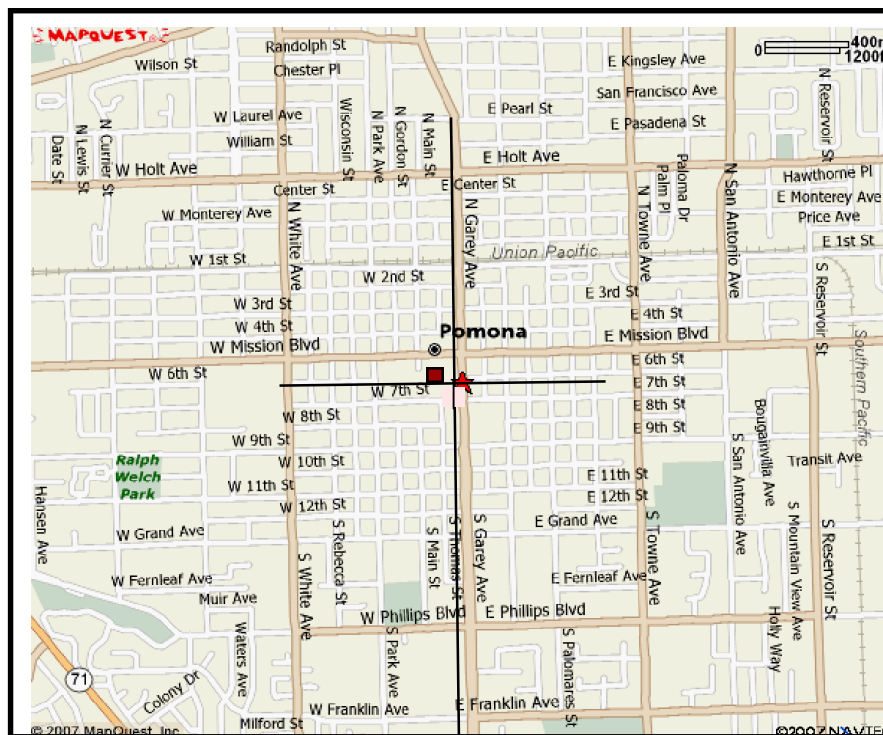 MAPQUEST
400m
0
1200f
Randolph St
Wilson St
Chester Pl
E Kingsley Ave
San Francisco Ave
E Pearl St
E Pasadena St
W Laurel Ave
William St
Wisconsin St
N Park Ave
N Gordon St
N Main St
N Reservoir St
Date St
N Lewis St
N Currier St
W Holt Ave
E Holt Ave
Center St
E Center St
Hawthorne Pl
E Monterey Ave
Price Ave
E 1st St
Paloma Dr
Palm Pl
N Towne Ave
N San Antonio Ave
W Monterey Ave
N White Ave
N Garey Ave
Union Pacific
W 1st St
W 2nd St
E 3rd St
W 3rd St
E 4th St
W 4th St
Pomona
E Mission Blvd
W Mission Blvd
S Reservoir St
Southern Pacific
E 6th St
W 6th St
E 7th St
W 7th St
E 8th St
W 8th St
E 9th St
W 9th St
Ralph
Welch
Park
W 10th St
W 11th St
E 11th St
E 12th St
W 12th St
Bougainvilla Ave
S San Antonio Ave
Transit Ave
Hansen Ave
W Grand Ave
E Grand Ave
S Rebecca St
S Main St
S Thomas St
S Garey Ave
S Towne Ave
S Mountain View Ave
S Reservoir St
S White Ave
W Fernleaf Ave
E Fernleaf Ave
Muir Ave
W Phillips Blvd
E Phillips Blvd
Waters Ave
S Park Ave
S Palomares St
Holly Way
71
Colony Dr
W Franklin Ave
E Franklin Ave
Milford St
© 2007 MapQuest, Inc
©2007 NAVTE